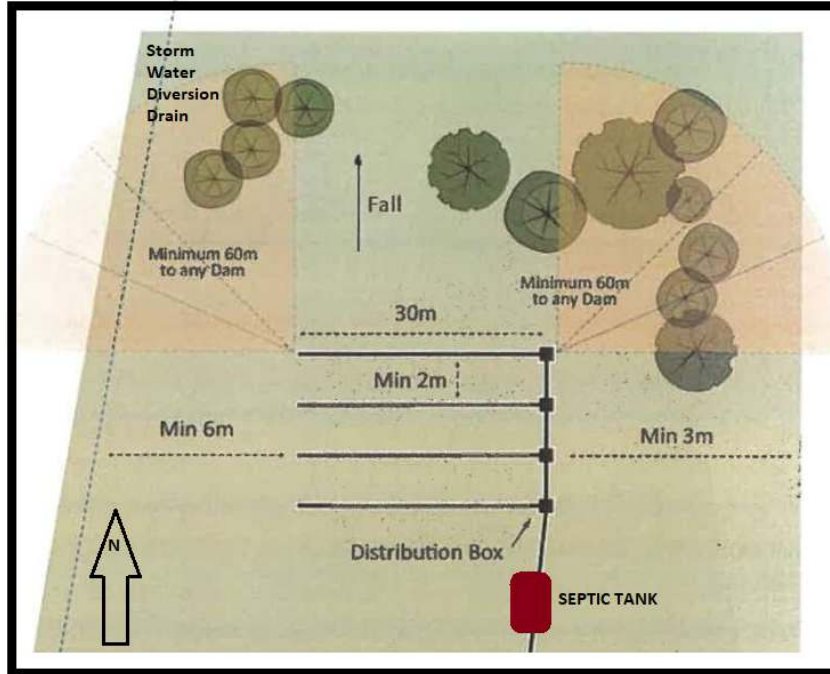 Storm
Water
Diversion
Drain
Fall
Minimum 60m
to any Dam
Minimum 60m
to any Dam
30m
Min 2m
Min 6m
Min 3m
N
Distribution Box
SEPTIC TANK